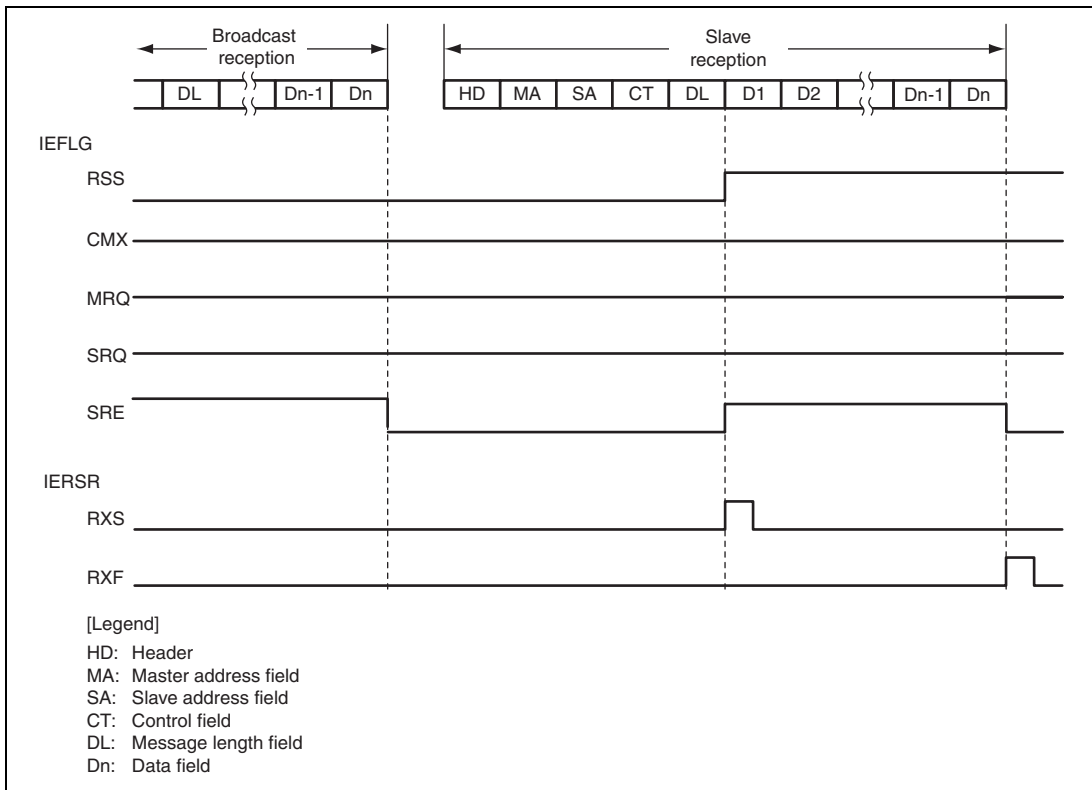 Broadcast
reception
Slave
reception
DL Dn-1 Dn HD MA SA CT DL D1 D2 Dn-1 Dn
IEFLG
RSS
CMX
MRQ
SRQ
SRE
IERSR
RXS
RXF
[Legend]
HD: Header
MA: Master address field
SA: Slave address field
CT: Control field
DL: Message length field
Dn: Data field